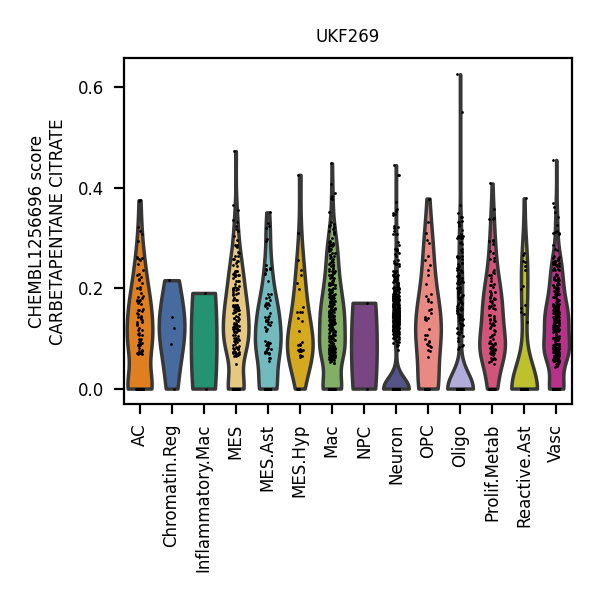 UKF269
CHEMBL1256696 score
CARBETAPENTANE CITRATE
0.6
0.4
0.2
0.0
AC
Chromatin.Reg
Inflammatory.Mac
MES
MES.Ast
MES.Hyp
Mac
NPC
Neuron
OPC
Oligo
Prolif.Metab
Reactive.Ast
Vasc